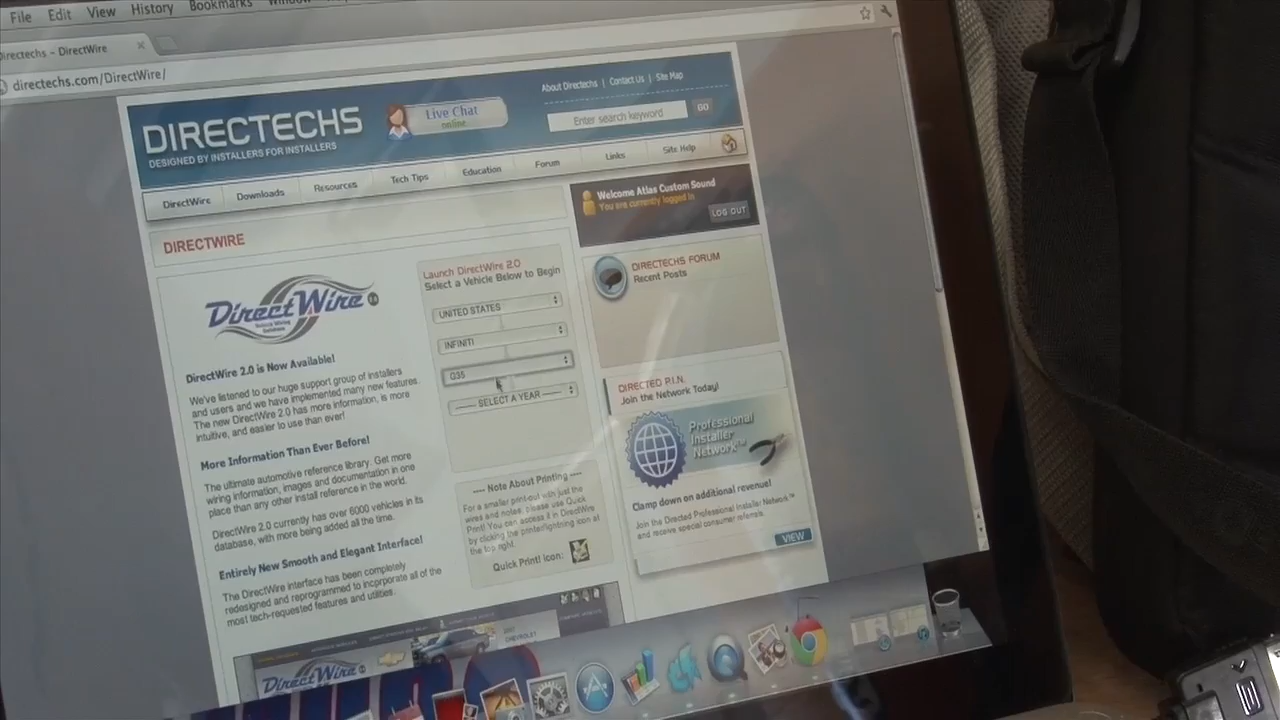 File Edit View History Bookmarks
Directechs – DirectWire
directechs.com/DirectWire/
About Directechs | Contact Us | Site Map
DIRECTECHS
DESIGNED BY INSTALLERS FOR INSTALLERS
Live Chat
online
Enter search keyword
GO
DirectWire Downloads Resources Tech Tips Education Forum Links Site Help
Welcome Atlas Custom Sound
You are currently logged in
LOG OUT
DIRECTWIRE
DirectWire 2.0
DirectWire 2.0 is Now Available!
We've listened to our huge support group of installers
and users and we have implemented many new features.
The new DirectWire 2.0 has more information, is more
intuitive, and easier to use than ever!
More Information Than Ever Before!
The ultimate automotive reference library. Get more
wiring information, images and documentation in one
place than any other install reference in the world.
DirectWire 2.0 currently has over 6000 vehicles in its
database, with more being added all the time.
Entirely New Smooth and Elegant Interface!
The DirectWire interface has been completely
redesigned and reprogrammed to incorporate all of the
most tech-requested features and utilities.
Launch DirectWire 2.0
Select a Vehicle Below to Begin
UNITED STATES
INFINITI
G35
-----SELECT A YEAR-----
---- Note About Printing ----
For a smaller print-out with just the
wires and notes, please use Quick
Print! You can access it in DirectWire
by clicking the printer/lightning icon at
the top right.
Quick Print! icon:
DIRECTECHS FORUM
Recent Posts
DIRECTED P.I.N.
Join the Network Today!
Professional
Installer
Network™
Clamp down on additional revenue!
Join the Directed Professional Installer Network™
and receive special consumer referrals.
VIEW
CHEVROLET
DirectWire